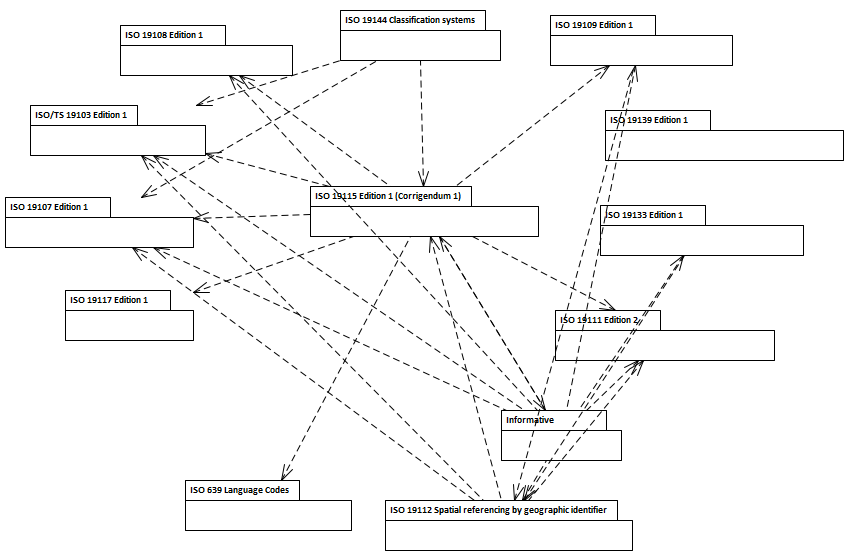 ISO 19144 Classification systems
ISO 19108 Edition 1
ISO 19109 Edition 1
ISO/TS 19103 Edition 1
ISO 19139 Edition 1
ISO 19115 Edition 1 (Corrigendum 1)
ISO 19107 Edition 1
ISO 19133 Edition 1
ISO 19117 Edition 1
ISO 19111 Edition 2
Informative
ISO 639 Language Codes
ISO 19112 Spatial referencing by geographic identifier